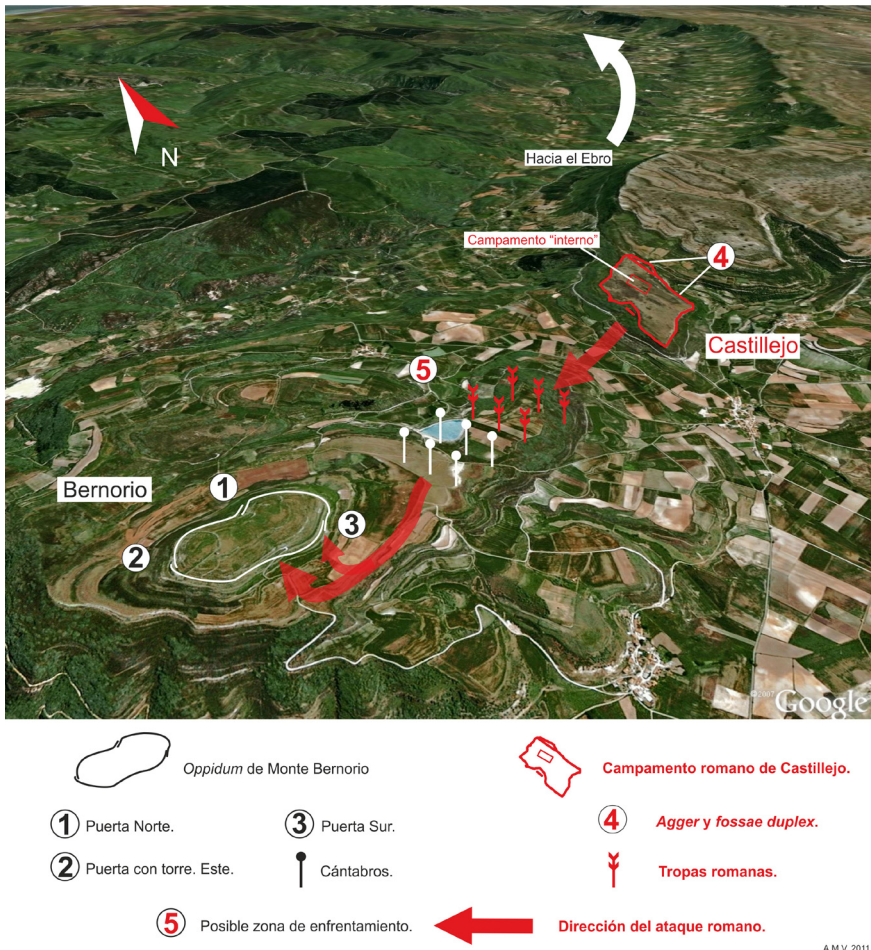 Hacia el Ebro
N
Campamento "interno"
4
Castillejo
5
Bernorio
1
3
2
©2007 Google
Oppidum de Monte Bernorio
Campamento romano de Castillejo.
1 Puerta Norte.
3 Puerta Sur.
4 Agger y fossae duplex.
2 Puerta con torre. Este.
Cántabros.
Tropas romanas.
5 Posible zona de enfrentamiento.
Dirección del ataque romano.
A.M.V. 2011